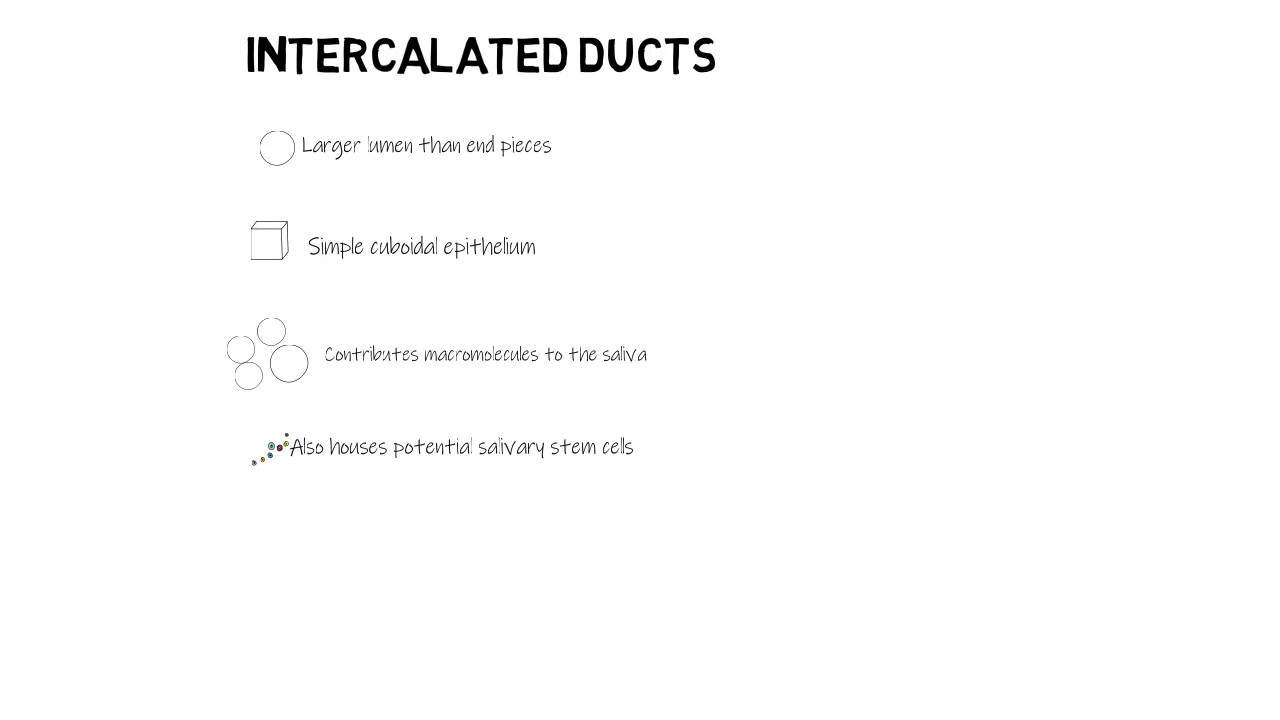 INTERCALATED DUCTS
Larger lumen than end pieces
Simple cuboidal epithelium
Contributes macromolecules to the saliva
Also houses potential salivary stem cells